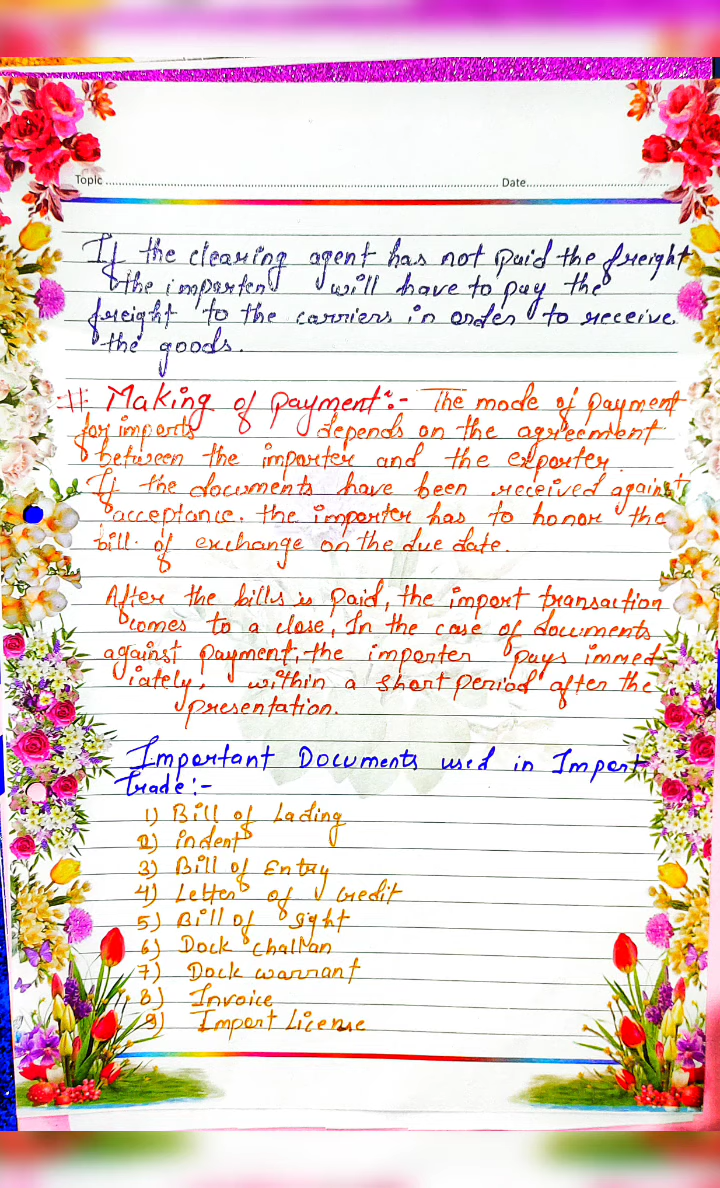 Topic Date
If the clearing agent has not paid the freight
the importer will have to pay the
freight to the carriers in order to receive
the goods.
# Making of payment :- The mode of payment
for imports depends on the agreement
between the importer and the exporter.
If the documents have been received against
acceptance. the importer has to honor the
bill of exchange on the due date.
After the bills is paid, the import transaction
comes to a close, In the case of documents
against payment, the importer pays immed-
iately, within a short period after the
presentation.
Important Documents used in Import
Trade :-
1) Bill of Lading
2) indent
3) Bill of Entry
4) Letter of Credit
5) Bill of Sight
6) Dock Challan
7) Dock warrant
8) Invoice
9) Import License